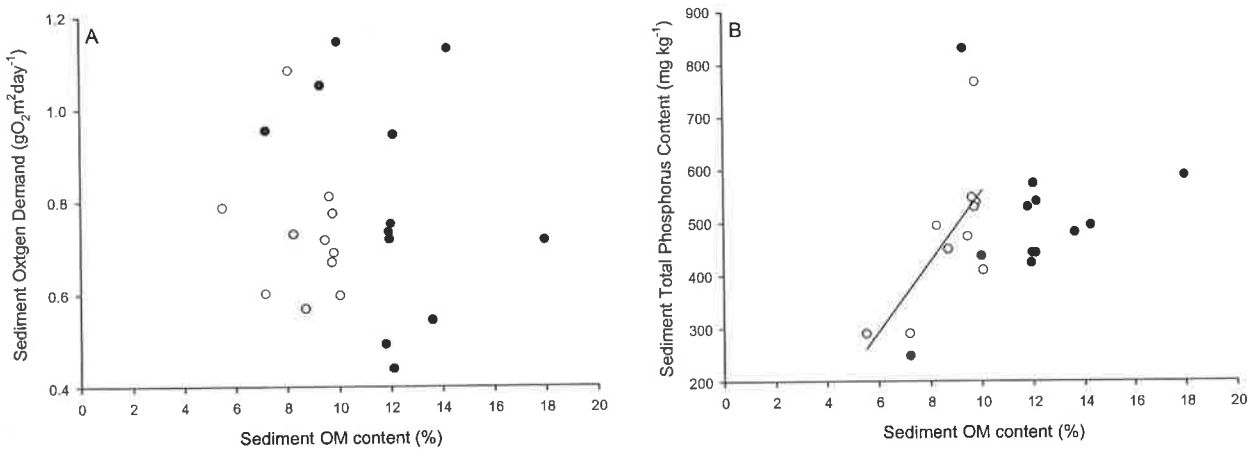 A
Sediment Oxtgen Demand (gO₂m²day⁻¹)
1.2
1.0
0.8
0.6
0.4
0 2 4 6 8 10 12 14 16 18 20
Sediment OM content (%)
B
Sediment Total Phosphorus Content (mg kg⁻¹)
900
800
700
600
500
400
300
200
0 2 4 6 8 10 12 14 16 18 20
Sediment OM content (%)